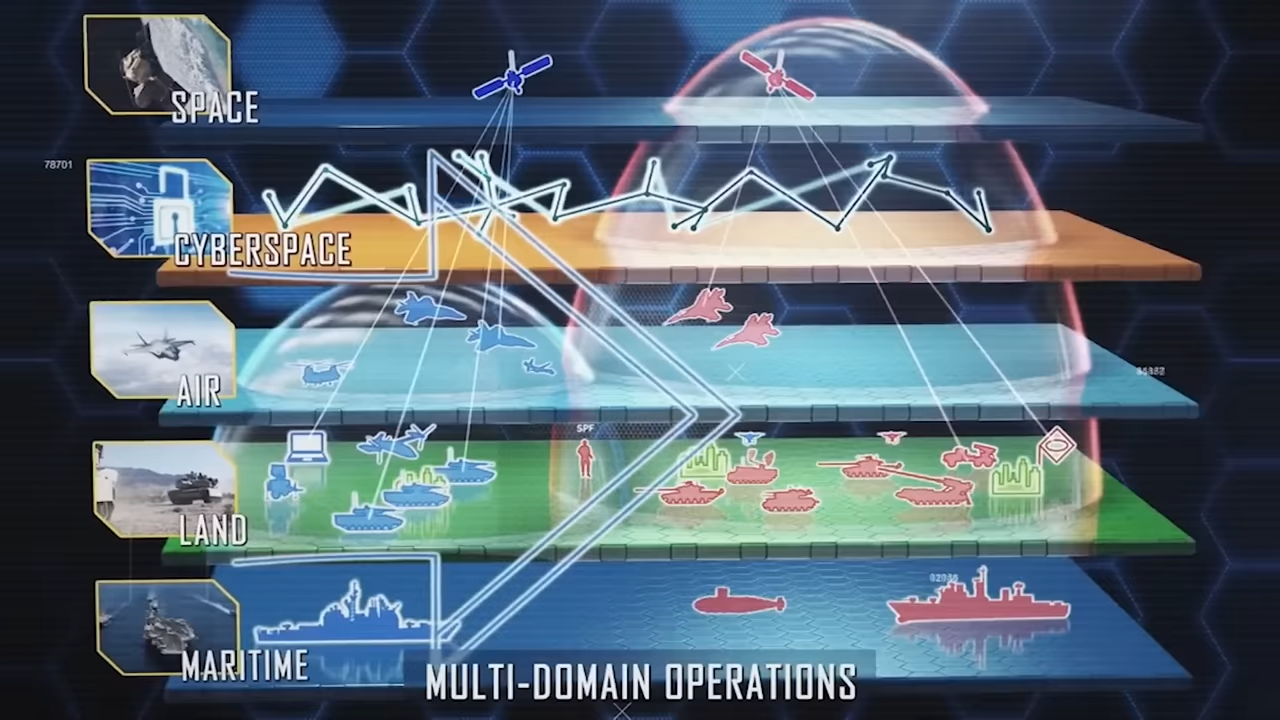 SPACE
78701
CYBERSPACE
AIR
SPF
LAND
MARITIME
MULTI-DOMAIN OPERATIONS